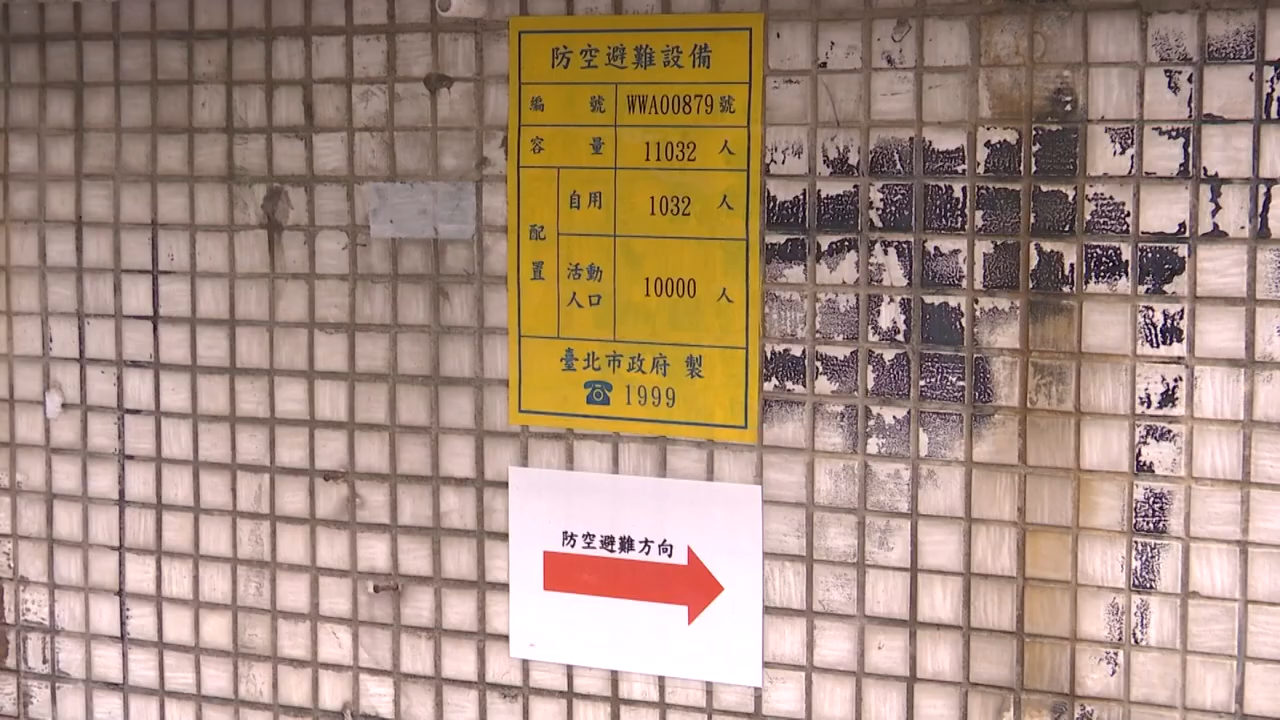 防空避難設備
編號 WWA00879號
容量 11032 人
配置
自用 1032 人
活動人口 10000 人
臺北市政府 製
☎ 1999
防空避難方向